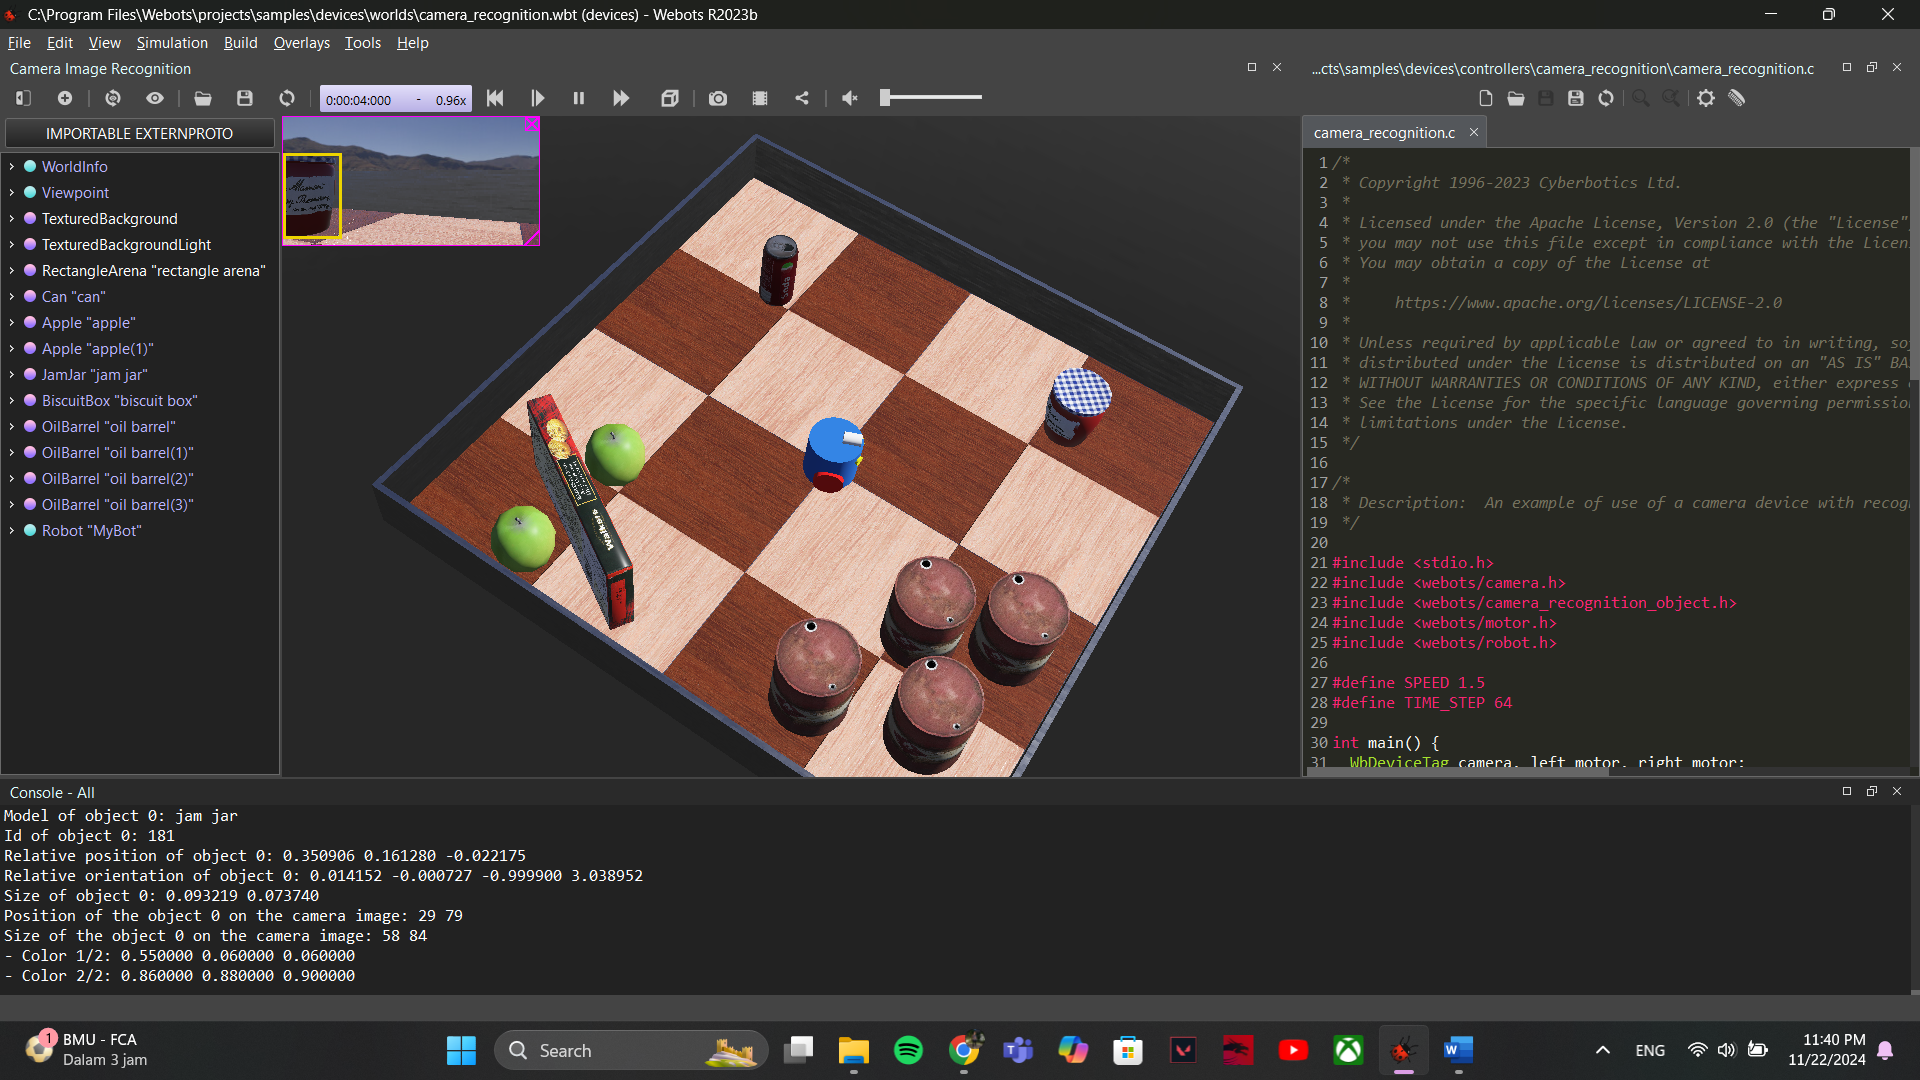 C:\Program Files\Webots\projects\samples\devices\worlds\camera_recognition.wbt (devices) - Webots R2023b
File Edit View Simulation Build Overlays Tools Help
Camera Image Recognition
0:00:04:000 - 0.96x
IMPORTABLE EXTERNPROTO
WorldInfo
Viewpoint
TexturedBackground
TexturedBackgroundLight
RectangleArena "rectangle arena"
Can "can"
Apple "apple"
Apple "apple(1)"
JamJar "jam jar"
BiscuitBox "biscuit box"
OilBarrel "oil barrel"
OilBarrel "oil barrel(1)"
OilBarrel "oil barrel(2)"
OilBarrel "oil barrel(3)"
Robot "MyBot"
Walkers
...cts\samples\devices\controllers\camera_recognition\camera_recognition.c
camera_recognition.c
1 /*
2 * Copyright 1996-2023 Cyberbotics Ltd.
3 *
4 * Licensed under the Apache License, Version 2.0 (the "License"
5 * you may not use this file except in compliance with the Licen
6 * You may obtain a copy of the License at
7 *
8 * https://www.apache.org/licenses/LICENSE-2.0
9 *
10 * Unless required by applicable law or agreed to in writing, so
11 * distributed under the License is distributed on an "AS IS" BA
12 * WITHOUT WARRANTIES OR CONDITIONS OF ANY KIND, either express
13 * See the License for the specific language governing permissio
14 * limitations under the License.
15 */
16
17 /*
18 * Description: An example of use of a camera device with recog
19 */
20
21 #include <stdio.h>
22 #include <webots/camera.h>
23 #include <webots/camera_recognition_object.h>
24 #include <webots/motor.h>
25 #include <webots/robot.h>
26
27 #define SPEED 1.5
28 #define TIME_STEP 64
29
30 int main() {
31 WbDeviceTag camera, left_motor, right_motor;
Console - All
Model of object 0: jam jar
Id of object 0: 181
Relative position of object 0: 0.350906 0.161280 -0.022175
Relative orientation of object 0: 0.014152 -0.000727 -0.999900 3.038952
Size of object 0: 0.093219 0.073740
Position of the object 0 on the camera image: 29 79
Size of the object 0 on the camera image: 58 84
- Color 1/2: 0.550000 0.060000 0.060000
- Color 2/2: 0.860000 0.880000 0.900000
1
BMU - FCA
Dalam 3 jam
Search
ENG
11:40 PM
11/22/2024